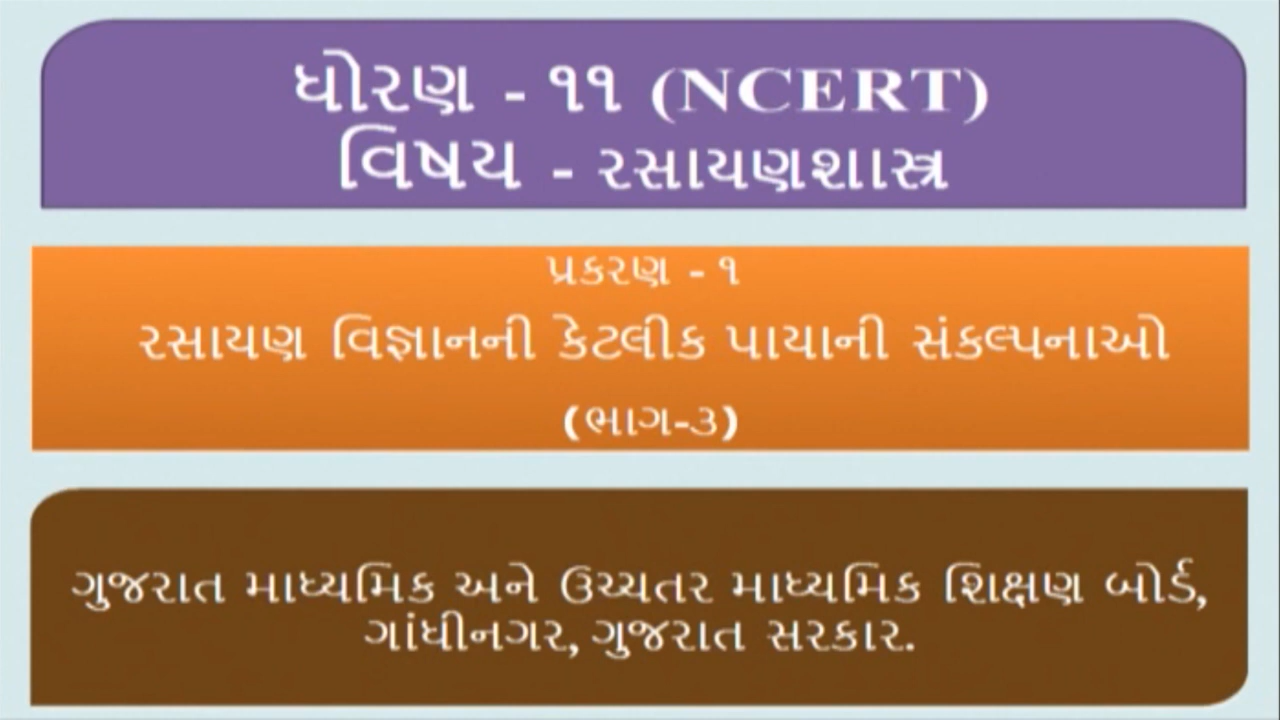 ધોરણ - ૧૧ (NCERT)
વિષય - રસાયણશાસ્ત્ર
પ્રકરણ - ૧
રસાયણ વિજ્ઞાનની કેટલીક પાયાની સંકલ્પનાઓ
(ભાગ-૩)
ગુજરાત માધ્યમિક અને ઉચ્ચતર માધ્યમિક શિક્ષણ બોર્ડ,
ગાંધીનગર, ગુજરાત સરકાર.